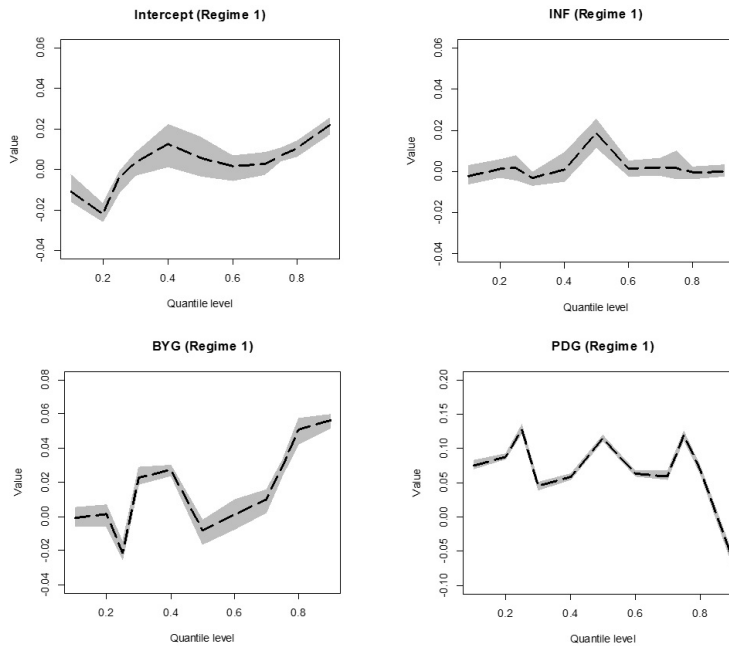 Intercept (Regime 1)
Value
0.06
0.04
0.02
0.00
-0.02
-0.04
0.2 0.4 0.6 0.8
Quantile level
INF (Regime 1)
Value
0.06
0.04
0.02
0.00
-0.02
-0.04
0.2 0.4 0.6 0.8
Quantile level
BYG (Regime 1)
Value
0.08
0.06
0.04
0.02
0.00
-0.02
-0.04
0.2 0.4 0.6 0.8
Quantile level
PDG (Regime 1)
Value
0.20
0.15
0.10
0.05
0.00
-0.05
-0.10
0.2 0.4 0.6 0.8
Quantile level